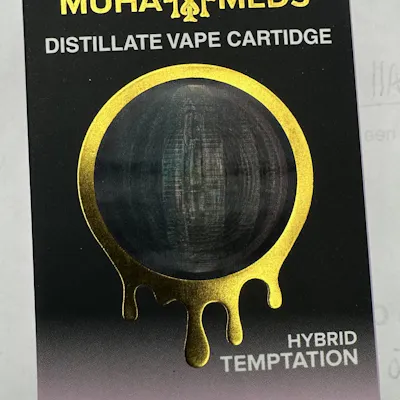 MUHA MEDS
DISTILLATE VAPE CARTIDGE
HYBRID
TEMPTATION